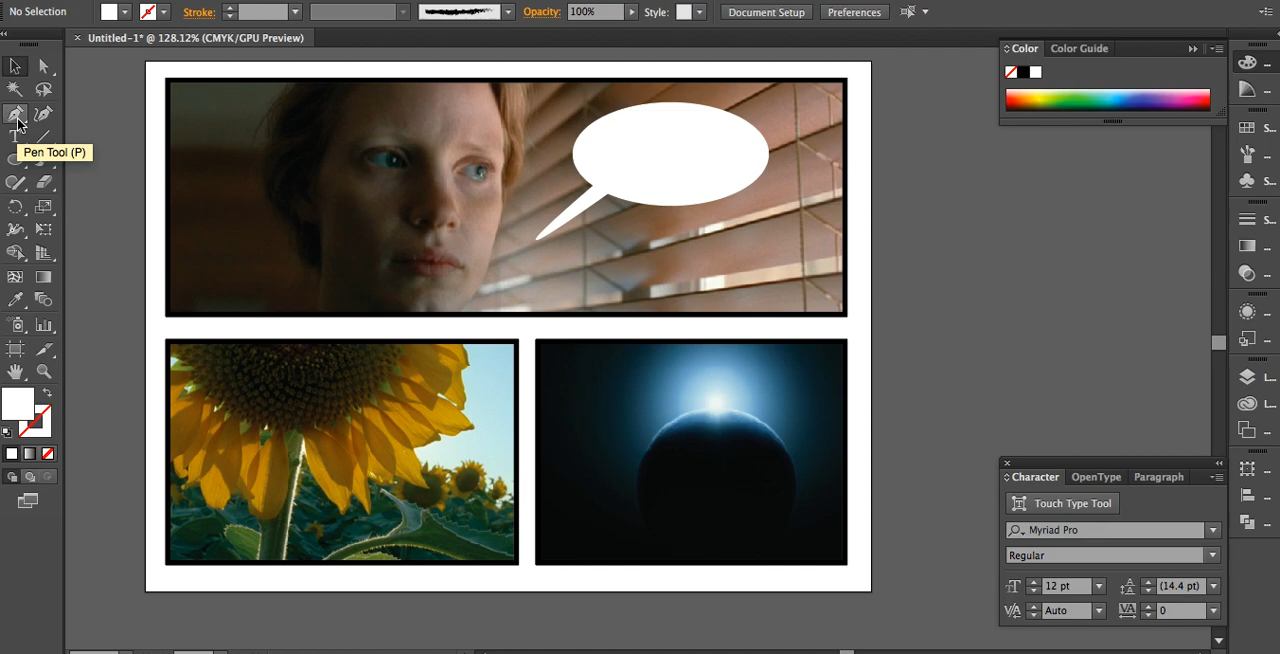 No Selection
Stroke:
Opacity:
100%
Style:
Document Setup
Preferences
× Untitled-1* @ 128.12% (CMYK/GPU Preview)
Color
Color Guide
T
Pen Tool (P)
S...
S...
S...
L...
L...
Character
OpenType
Paragraph
Touch Type Tool
Myriad Pro
Regular
12 pt
(14.4 pt)
Auto
0